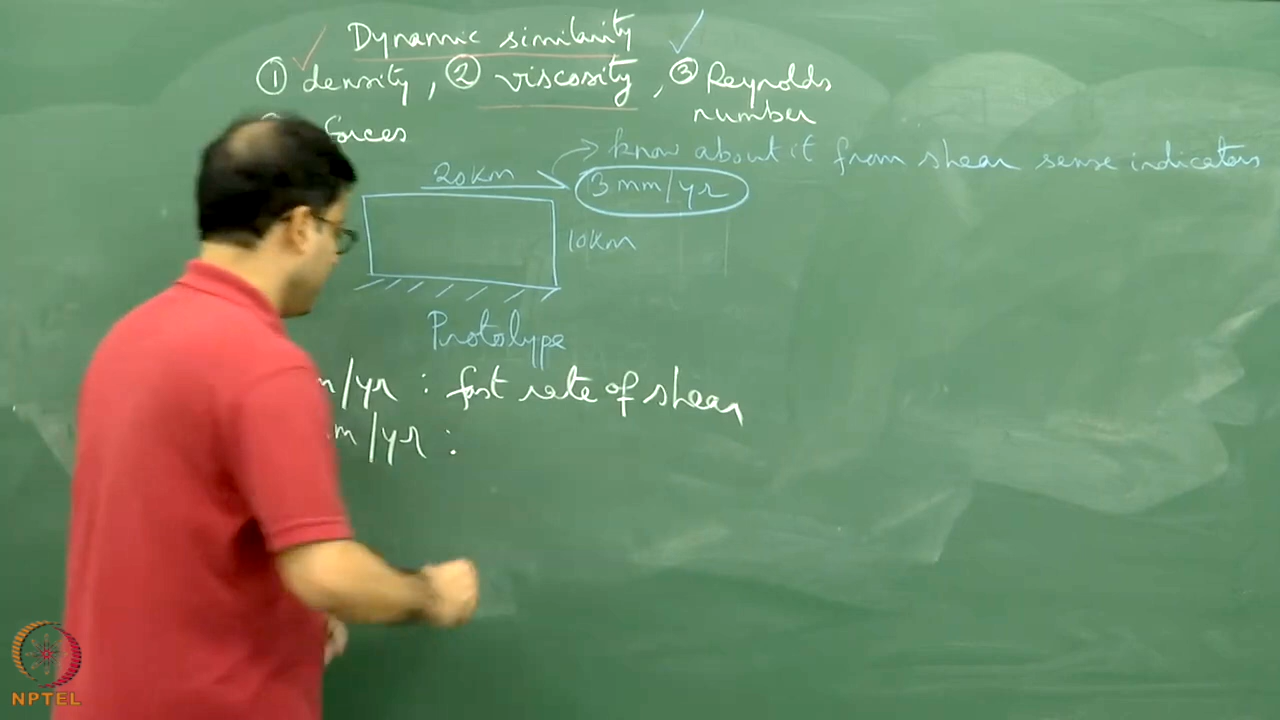 Dynamic similarity
① density, ② viscosity, ③ Reynolds
number
forces
know about it from shear sense indicators
20 Km
3 mm/yr
10 Km
Prototype
m/yr : fast rate of shear
mm/yr :
NPTEL